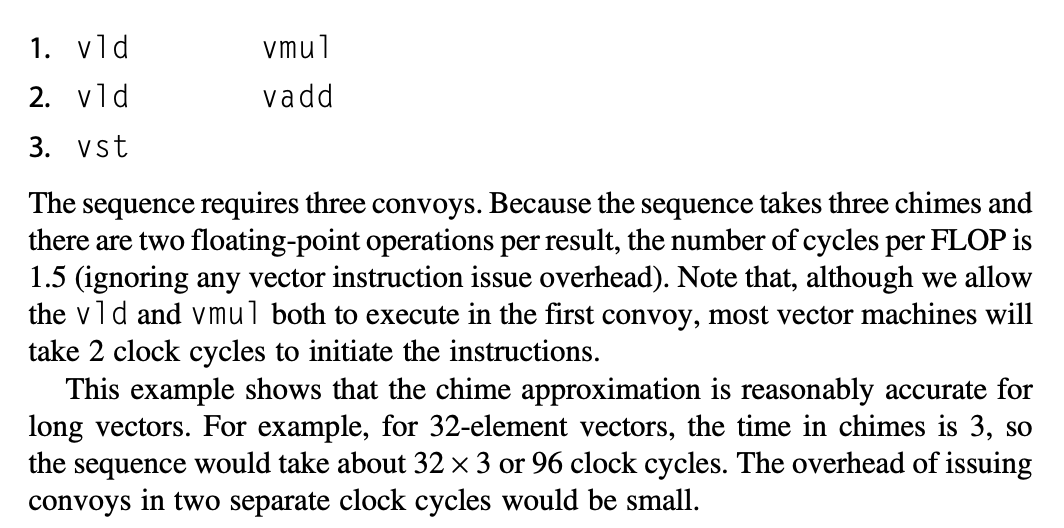 1. vld vmul
2. vld vadd
3. vst
The sequence requires three convoys. Because the sequence takes three chimes and
there are two floating-point operations per result, the number of cycles per FLOP is
1.5 (ignoring any vector instruction issue overhead). Note that, although we allow
the vld and vmul both to execute in the first convoy, most vector machines will
take 2 clock cycles to initiate the instructions.
This example shows that the chime approximation is reasonably accurate for
long vectors. For example, for 32-element vectors, the time in chimes is 3, so
the sequence would take about 32 × 3 or 96 clock cycles. The overhead of issuing
convoys in two separate clock cycles would be small.